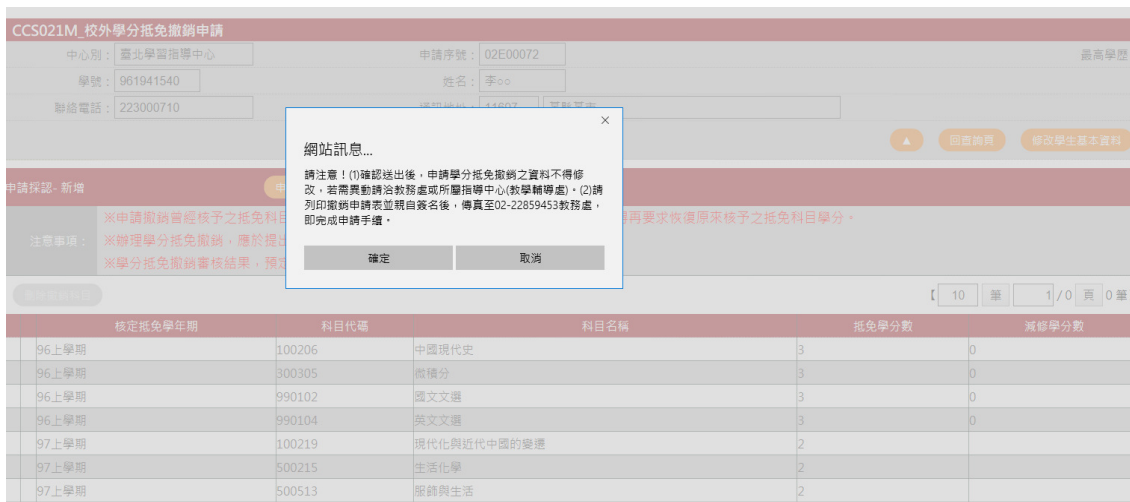 CCS021M_校外學分抵免撤銷申請
中心別： 臺北學習指導中心 申請序號： 02E00072 最高學歷
學號： 961941540 姓名： 李○○
聯絡電話： 223000710
網站訊息...
請注意！(1)確認送出後，申請學分抵免撤銷之資料不得修
改，若需異動請洽教務處或所屬指導中心(教學輔導處)。(2)請
列印撤銷申請表並親自簽名後，傳真至02-22859453教務處，
即完成申請手續。
確定 取消
▲ 回查詢頁 修改學生基本資料
申請採認- 新增 申
注意事項：
※申請撤銷曾經核予之抵免科目 再要求恢復原來核予之抵免科目學分。
※辦理學分抵免撤銷，應於提出
※學分抵免撤銷審核結果，預定
【 10 筆 1 / 0 頁 0 筆
核定抵免學年期 科目代碼 科目名稱 抵免學分數 減修學分數
96上學期 100206 中國現代史 3 0
96上學期 300305 微積分 3 0
96上學期 990102 國文文選 3 0
96上學期 990104 英文文選 3 0
97上學期 100219 現代化與近代中國的變遷 2
97上學期 500215 生活化學 2
97上學期 500513 服飾與生活 2